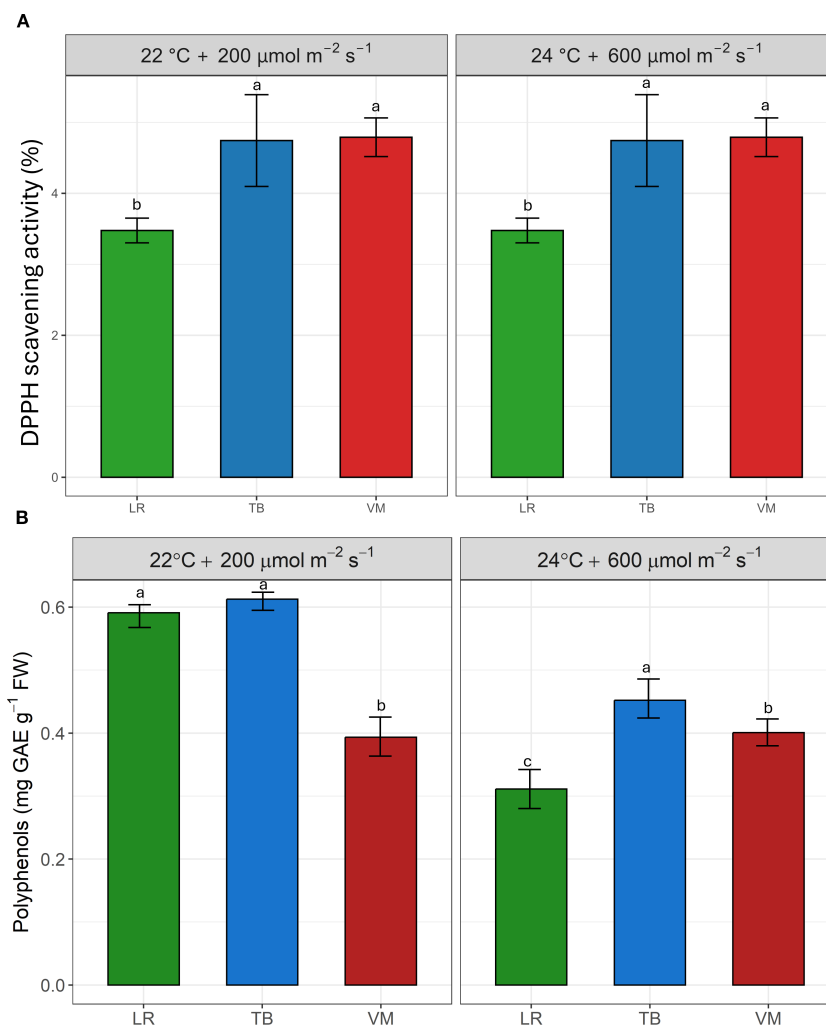 A
22 °C + 200 μmol m⁻² s⁻¹ 24 °C + 600 μmol m⁻² s⁻¹
DPPH scavening activity (%)
4
2
0
b a a b a a
LR TB VM LR TB VM
B
22°C + 200 μmol m⁻² s⁻¹ 24°C + 600 μmol m⁻² s⁻¹
Polyphenols (mg GAE g⁻¹ FW)
0.6
0.4
0.2
0.0
a a b c a b
LR TB VM LR TB VM